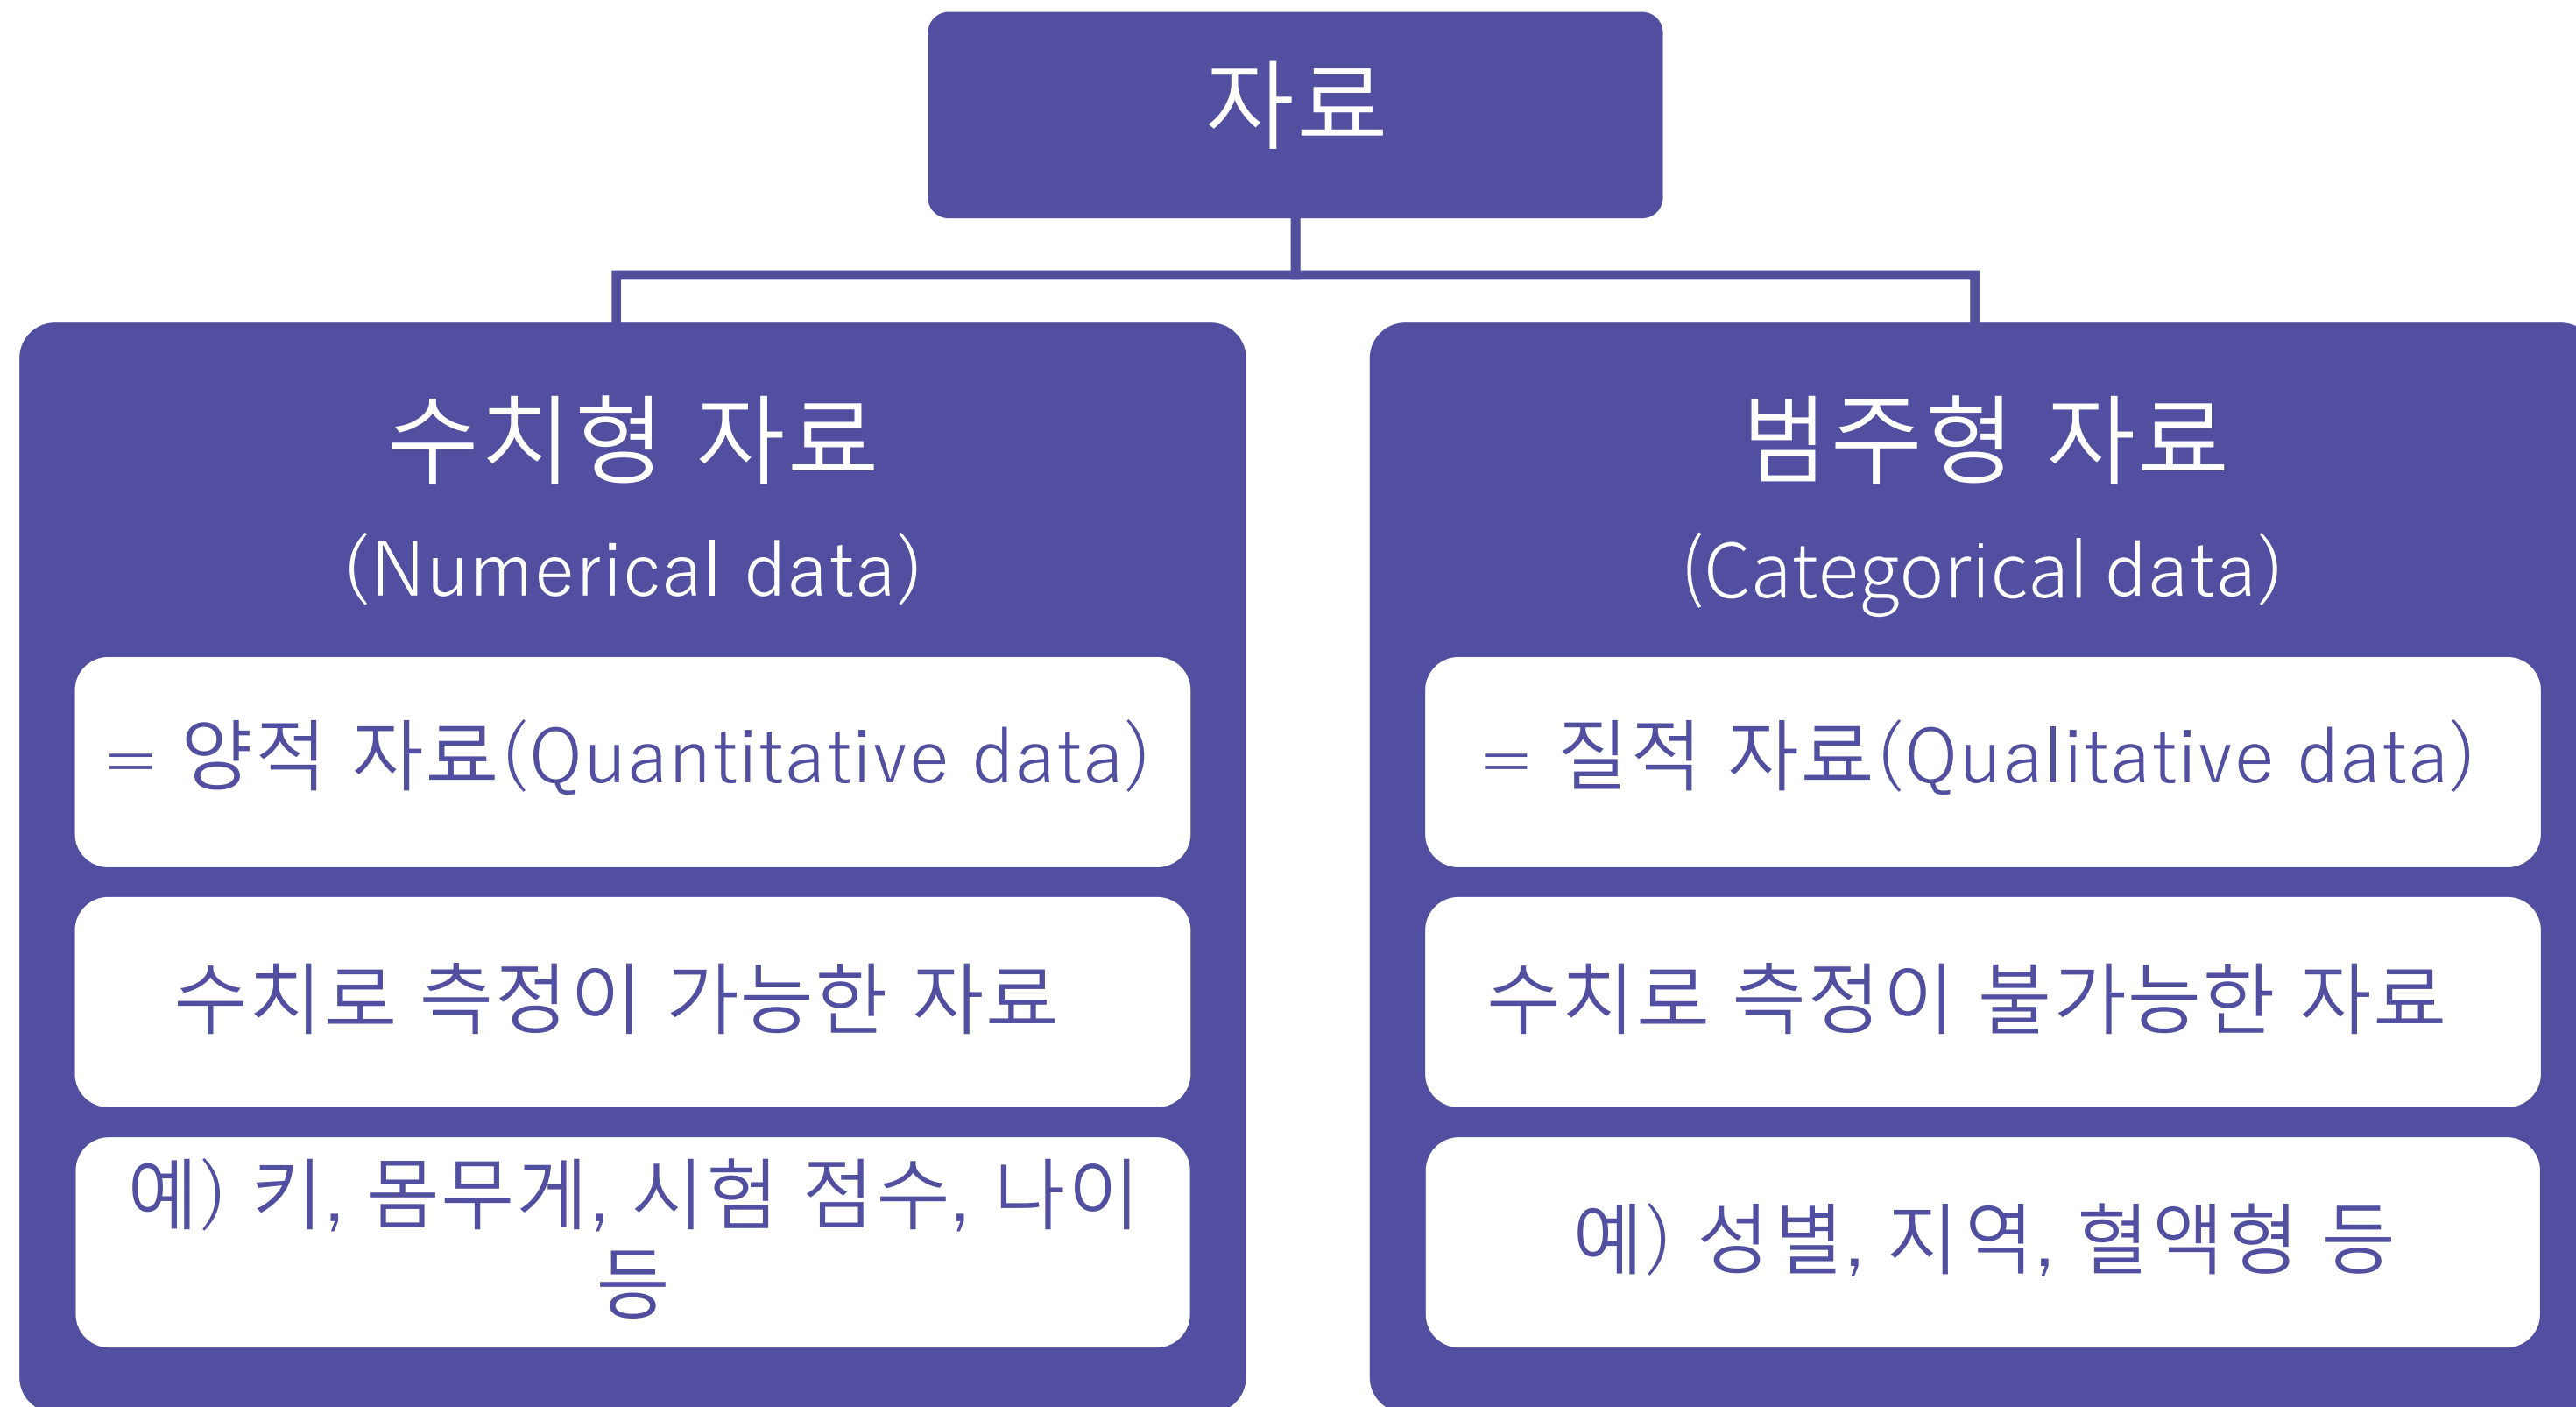 자료
수치형 자료
(Numerical data)
= 양적 자료(Quantitative data)
수치로 측정이 가능한 자료
예) 키, 몸무게, 시험 점수, 나이
등
범주형 자료
(Categorical data)
= 질적 자료(Qualitative data)
수치로 측정이 불가능한 자료
예) 성별, 지역, 혈액형 등